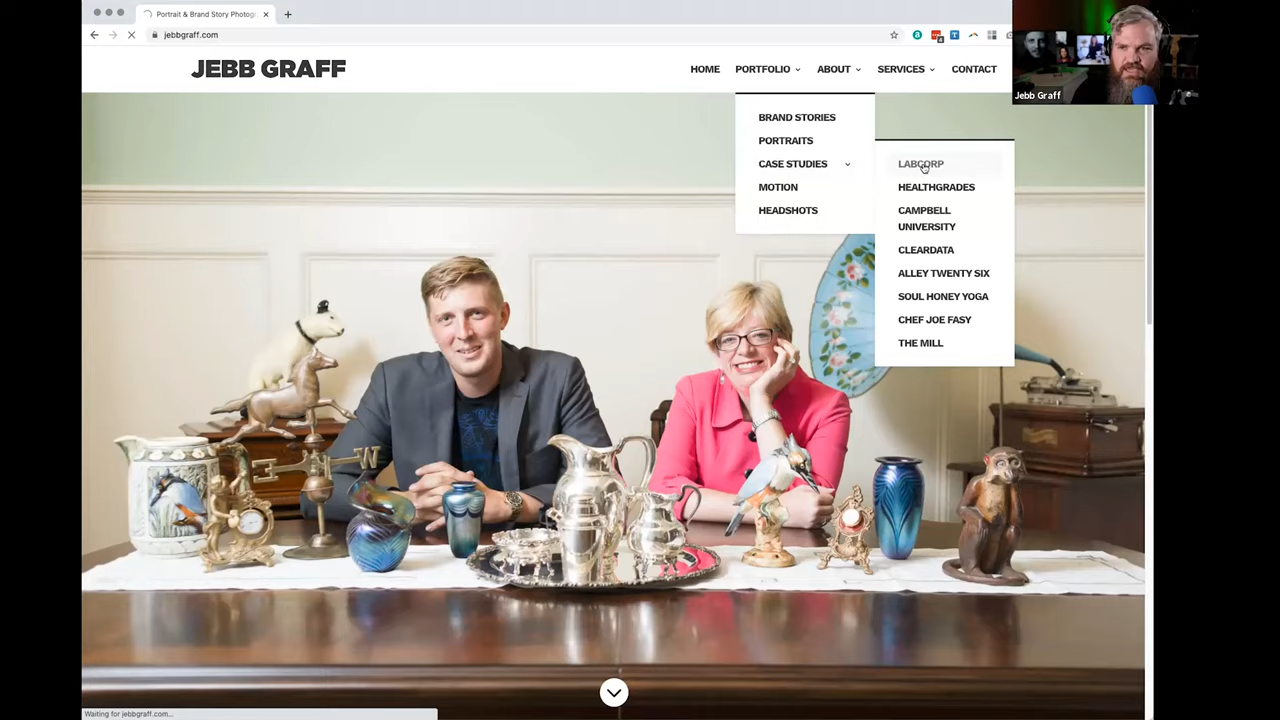 Portrait & Brand Story Photog
jebbgraff.com
JEBB GRAFF
HOME
PORTFOLIO
ABOUT
SERVICES
CONTACT
Jebb Graff
BRAND STORIES
PORTRAITS
CASE STUDIES
MOTION
HEADSHOTS
LABCORP
HEALTHGRADES
CAMPBELL
UNIVERSITY
CLEARDATA
ALLEY TWENTY SIX
SOUL HONEY YOGA
CHEF JOE FASY
THE MILL
E
W
Waiting for jebbgraff.com...